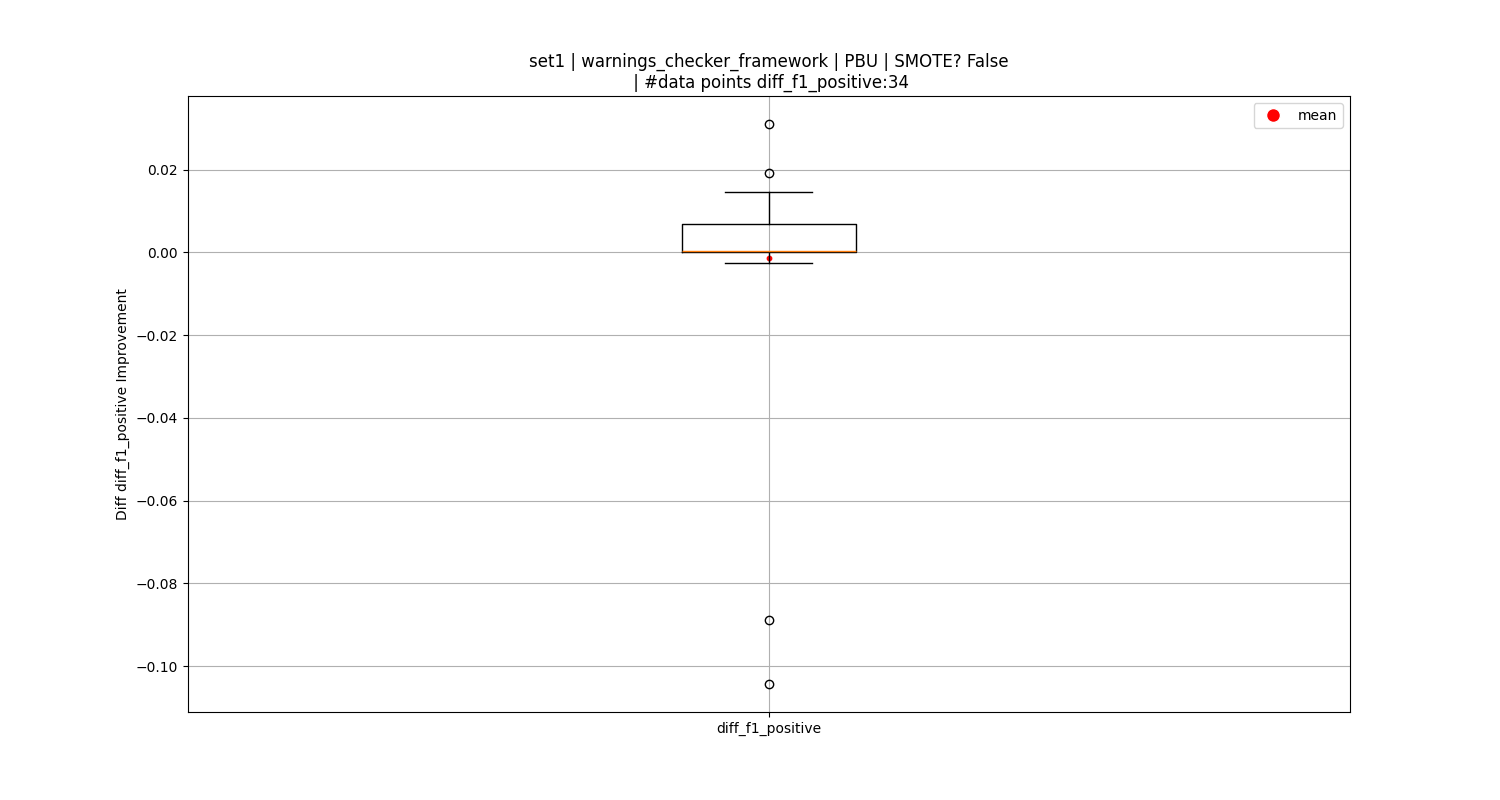 set1 | warnings_checker_framework | PBU | SMOTE? False
| #data points diff_f1_positive:34
mean
0.02
0.00
−0.02
−0.04
−0.06
−0.08
−0.10
Diff diff_f1_positive Improvement
diff_f1_positive